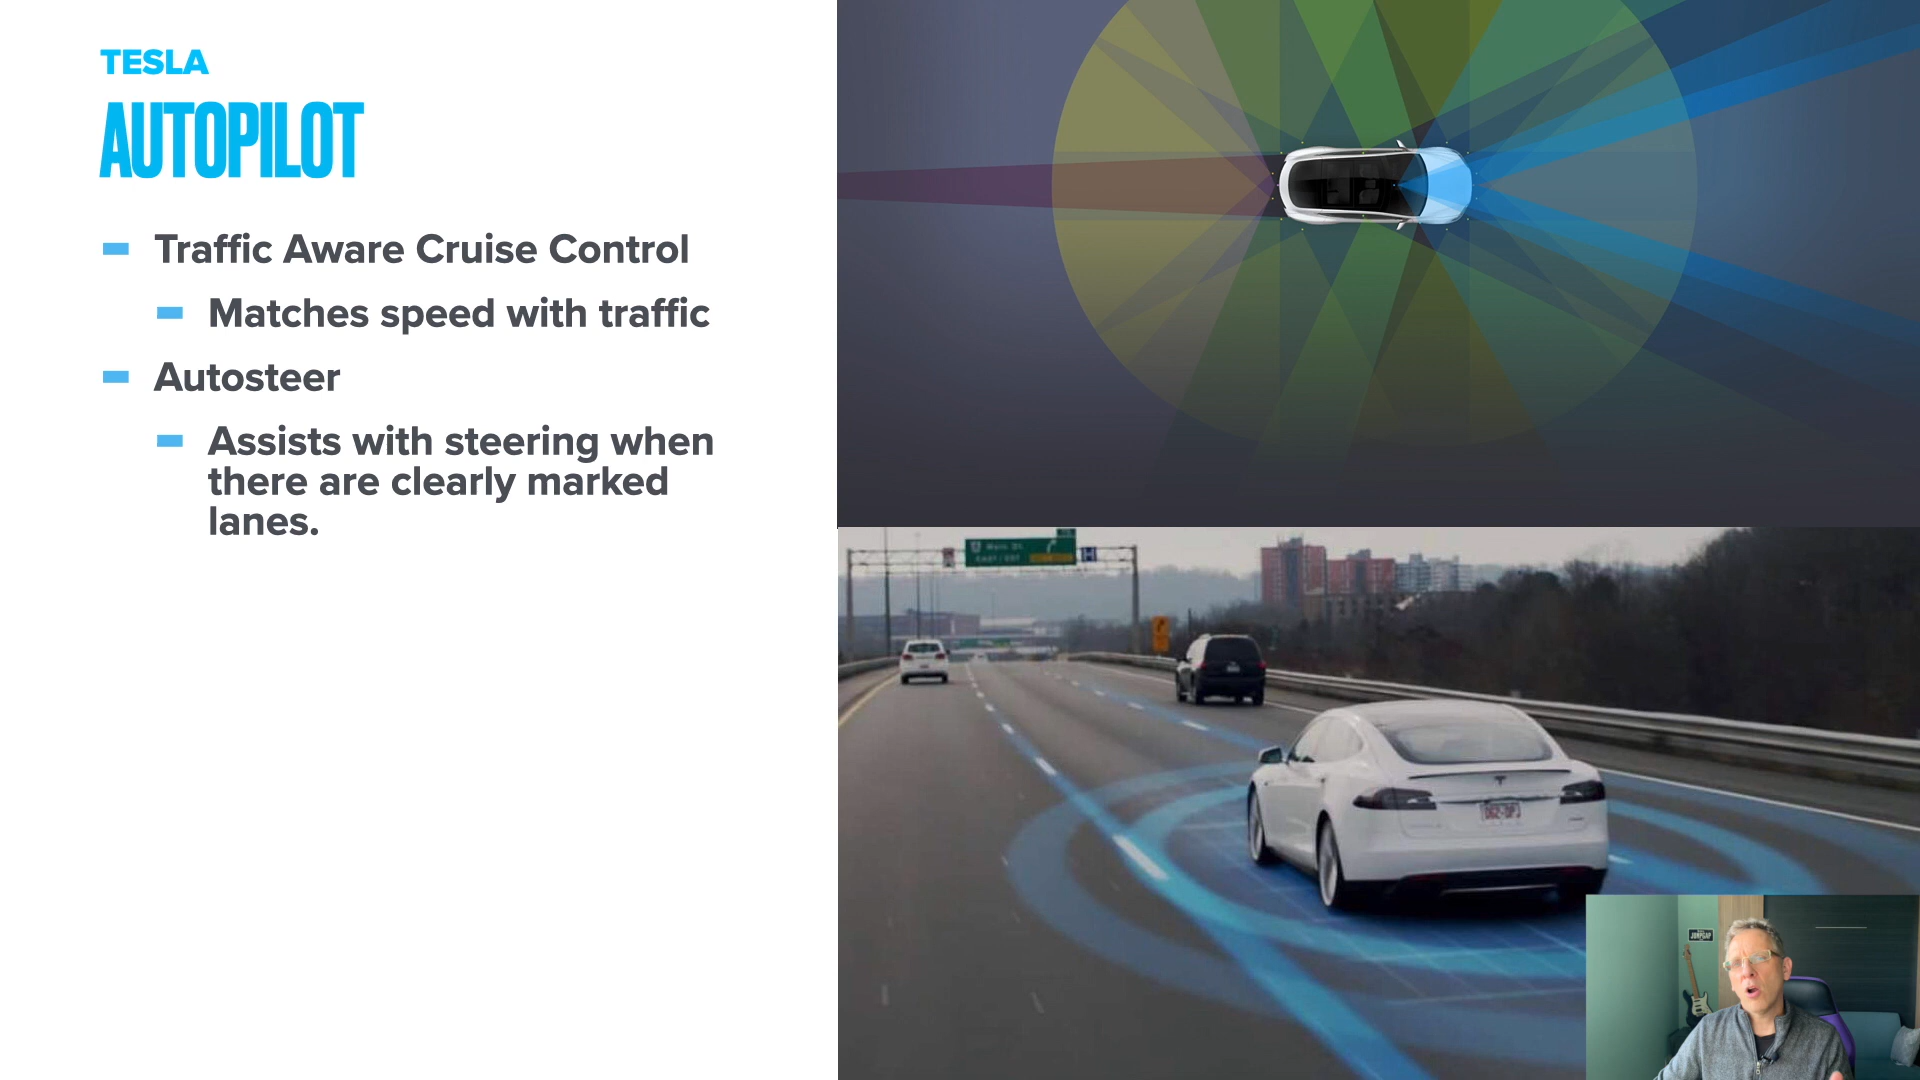 TESLA
AUTOPILOT
Traffic Aware Cruise Control
Matches speed with traffic
Autosteer
Assists with steering when
there are clearly marked
lanes.